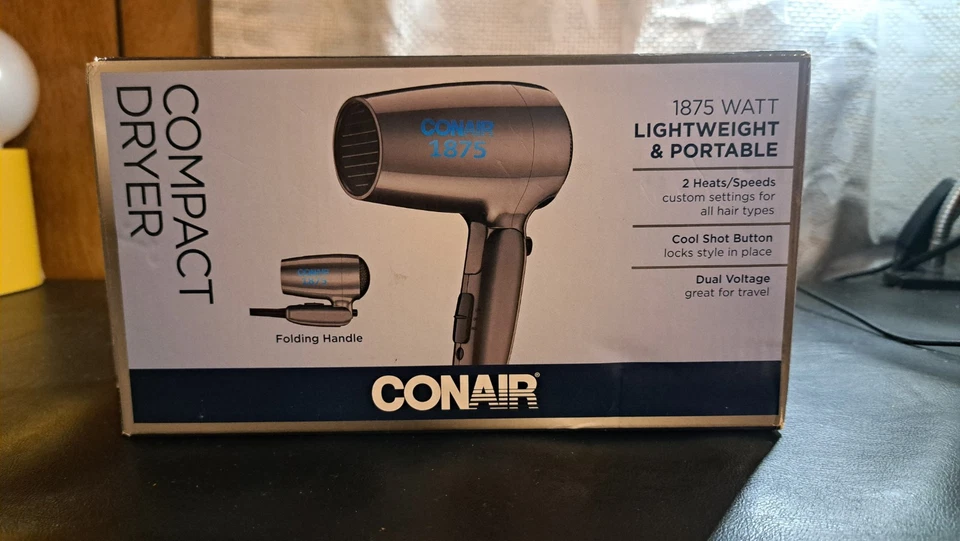 COMPACT
DRYER
CONAIR
1875
CONAIR
1875
Folding Handle
1875 WATT
LIGHTWEIGHT
& PORTABLE
2 Heats/Speeds
custom settings for
all hair types
Cool Shot Button
locks style in place
Dual Voltage
great for travel
CONAIR®